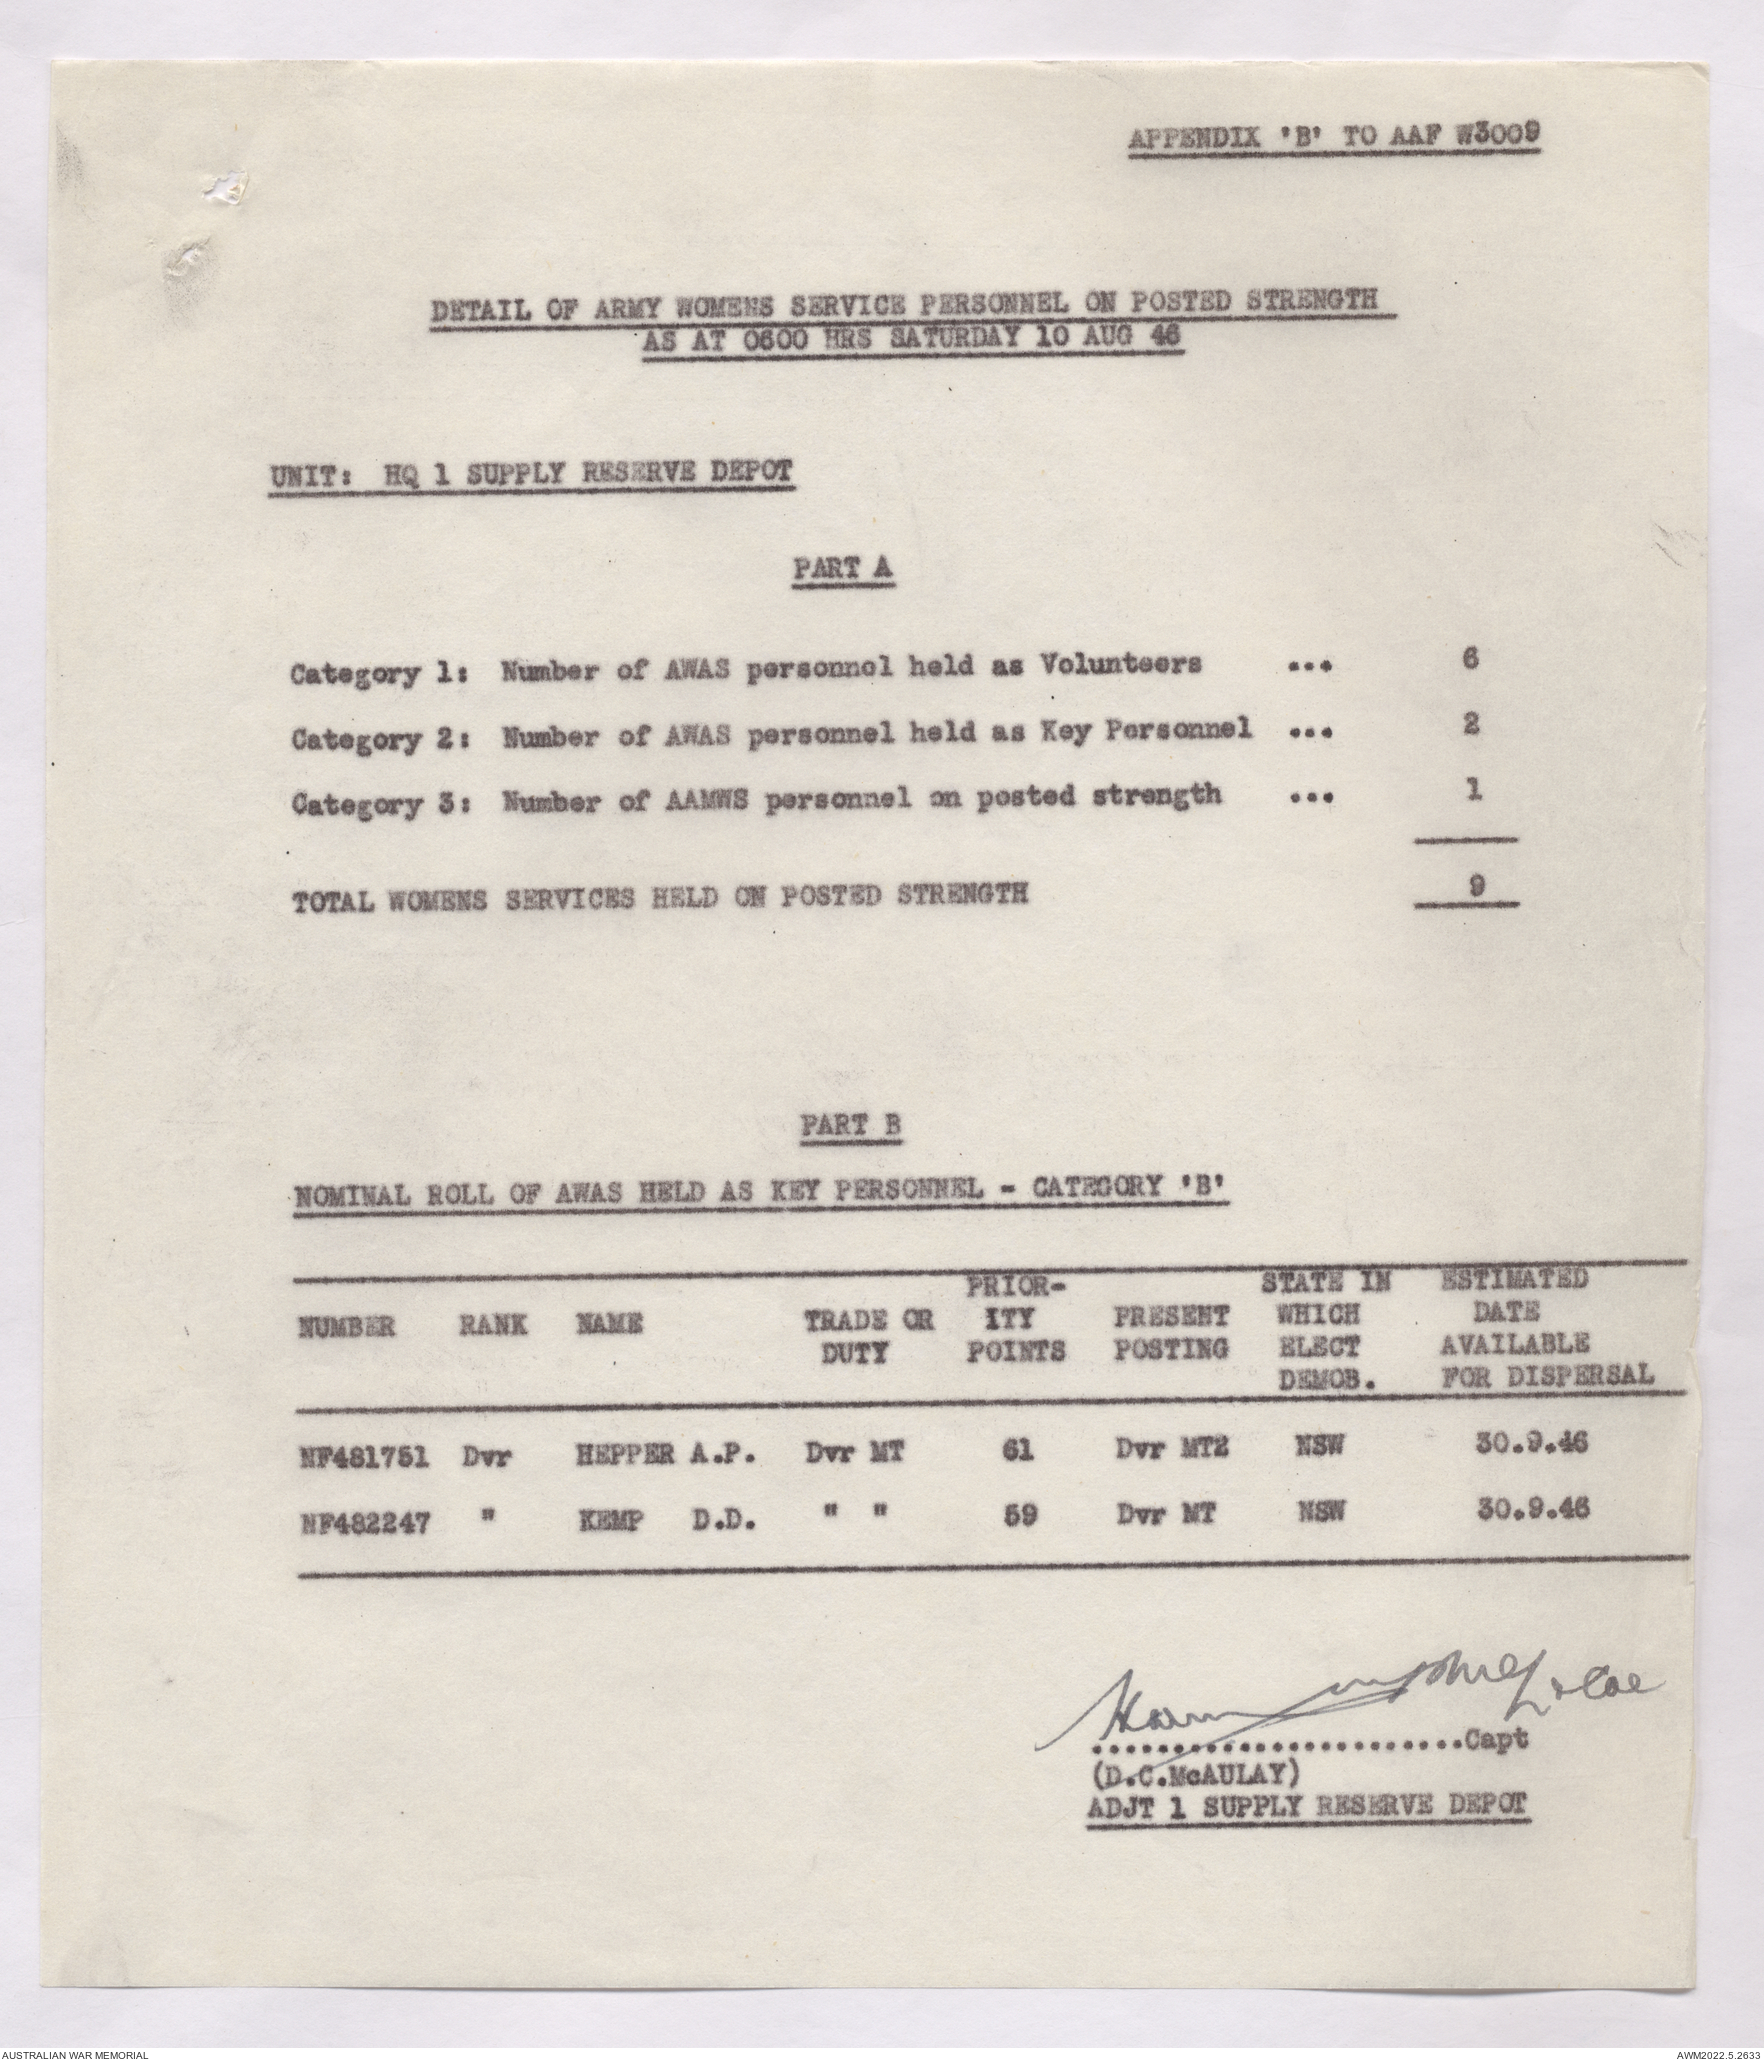 APPENDIX 'B' TO AAF W3009
DETAIL OF ARMY WOMENS SERVICE PERSONNEL ON POSTED STRENGTH
AS AT 0600 HRS SATURDAY 10 AUG 46
UNIT: HQ 1 SUPPLY RESERVE DEPOT
PART A
Category 1: Number of AWAS personnel held as Volunteers ... 6
Category 2: Number of AWAS personnel held as Key Personnel ... 2
Category 3: Number of AAMWS personnel on posted strength ... 1
TOTAL WOMENS SERVICES HELD ON POSTED STRENGTH 9
PART B
NOMINAL ROLL OF AWAS HELD AS KEY PERSONNEL - CATEGORY 'B'
PRIOR- STATE IN ESTIMATED
NUMBER RANK NAME TRADE OR ITY PRESENT WHICH DATE
DUTY POINTS POSTING ELECT AVAILABLE
DEMOB. FOR DISPERSAL
NF481751 Dvr HEPPER A.P. Dvr MT 61 Dvr MT2 NSW 30.9.46
NF482247 " KEMP D.D. " " 59 Dvr MT NSW 30.9.46
.......................Capt
(D.C.McAULAY)
ADJT 1 SUPPLY RESERVE DEPOT
AUSTRALIAN WAR MEMORIAL AWM2022.5.2633